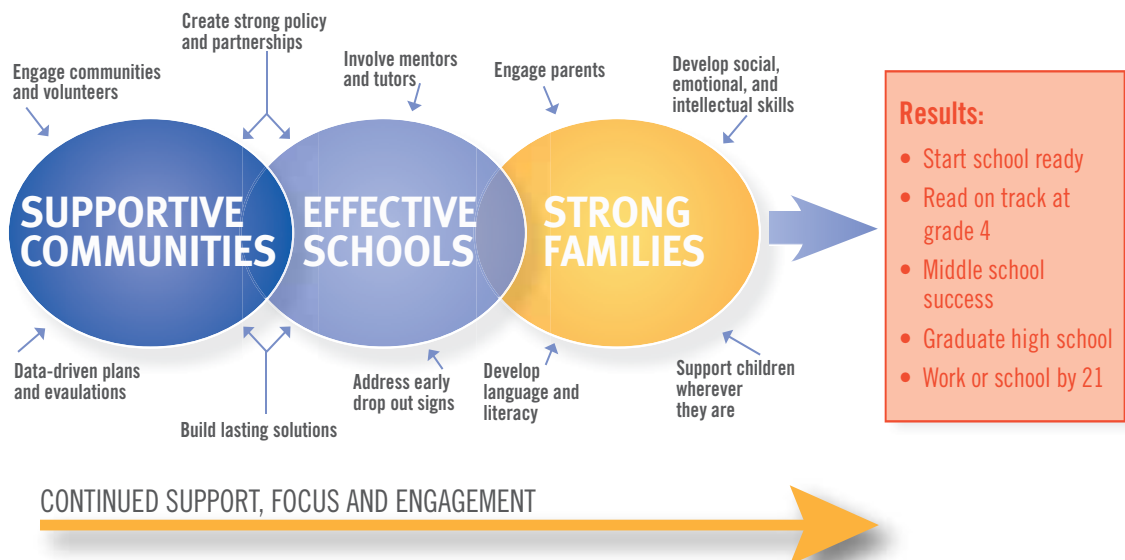 Create strong policy
and partnerships
Engage communities
and volunteers
Involve mentors
and tutors
Engage parents
Develop social,
emotional, and
intellectual skills
SUPPORTIVE
COMMUNITIES
EFFECTIVE
SCHOOLS
STRONG
FAMILIES
Data-driven plans
and evaulations
Build lasting solutions
Address early
drop out signs
Develop
language and
literacy
Support children
wherever
they are
Results:
• Start school ready
• Read on track at
grade 4
• Middle school
success
• Graduate high school
• Work or school by 21
CONTINUED SUPPORT, FOCUS AND ENGAGEMENT